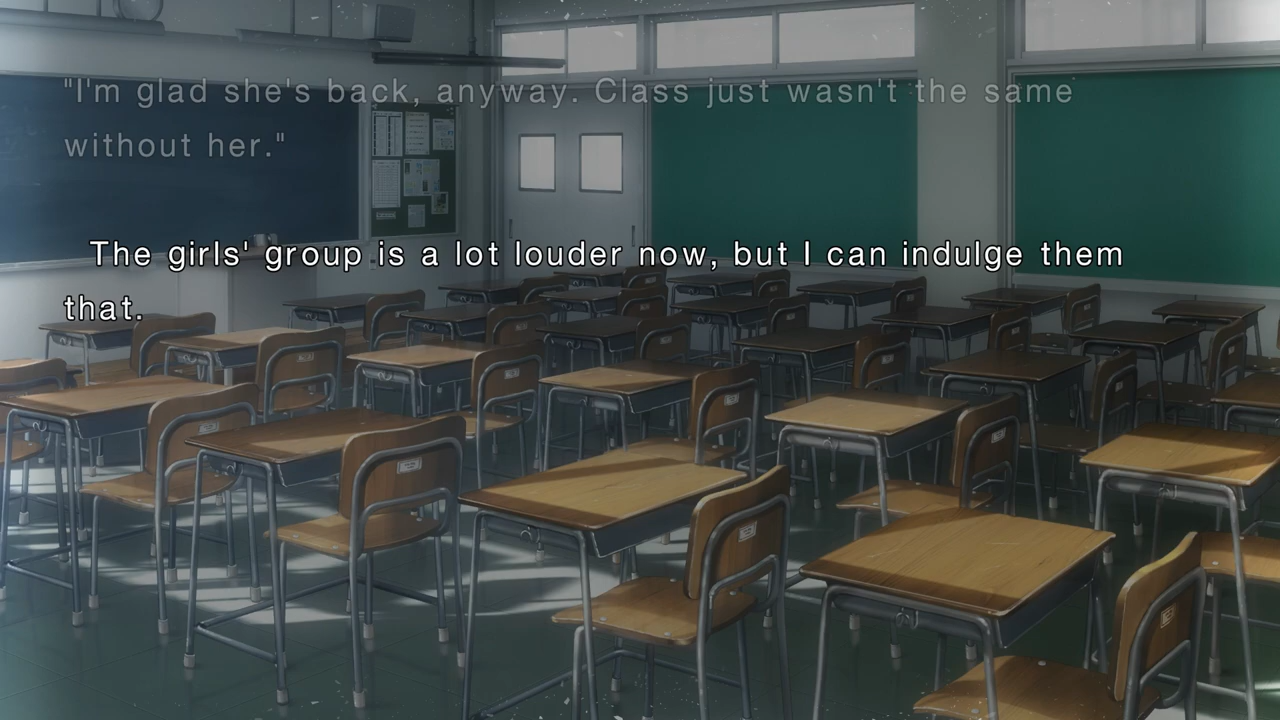 "I'm glad she's back, anyway. Class just wasn't the same
without her."
The girls' group is a lot louder now, but I can indulge them
that.